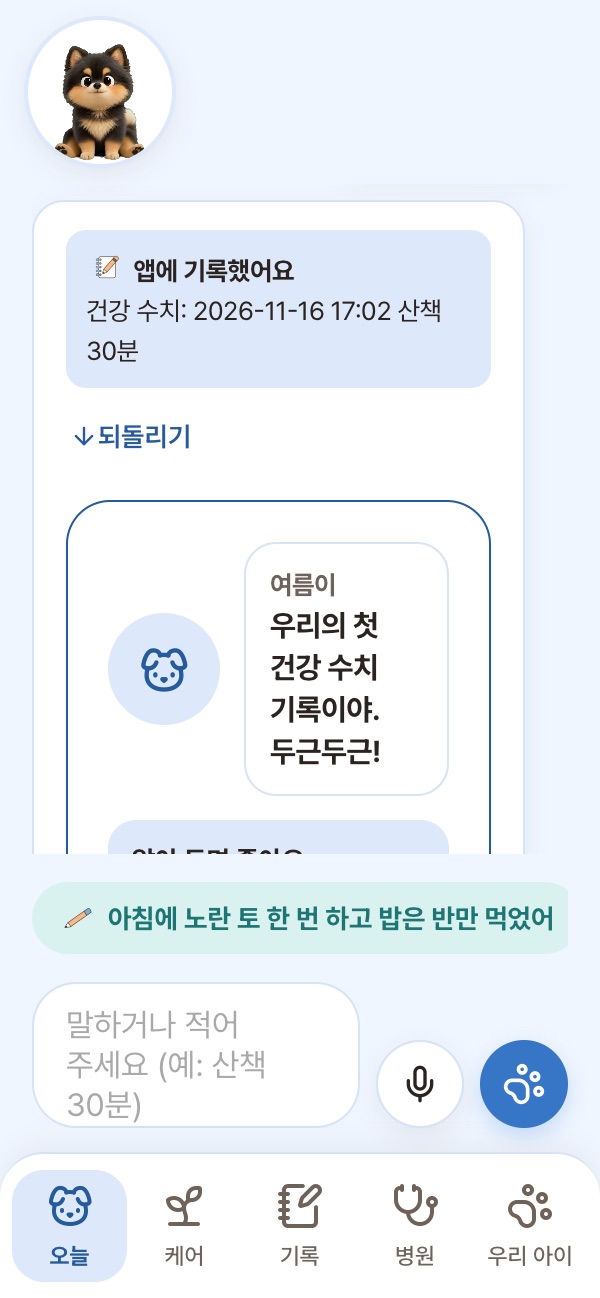 앱에 기록했어요
건강 수치: 2026-11-16 17:02 산책
30분
되돌리기
여름이
우리의 첫
건강 수치
기록이야.
두근두근!
아침에 노란 토 한 번 하고 밥은 반만 먹었어
말하거나 적어
주세요 (예: 산책
30분)
오늘
케어
기록
병원
우리 아이